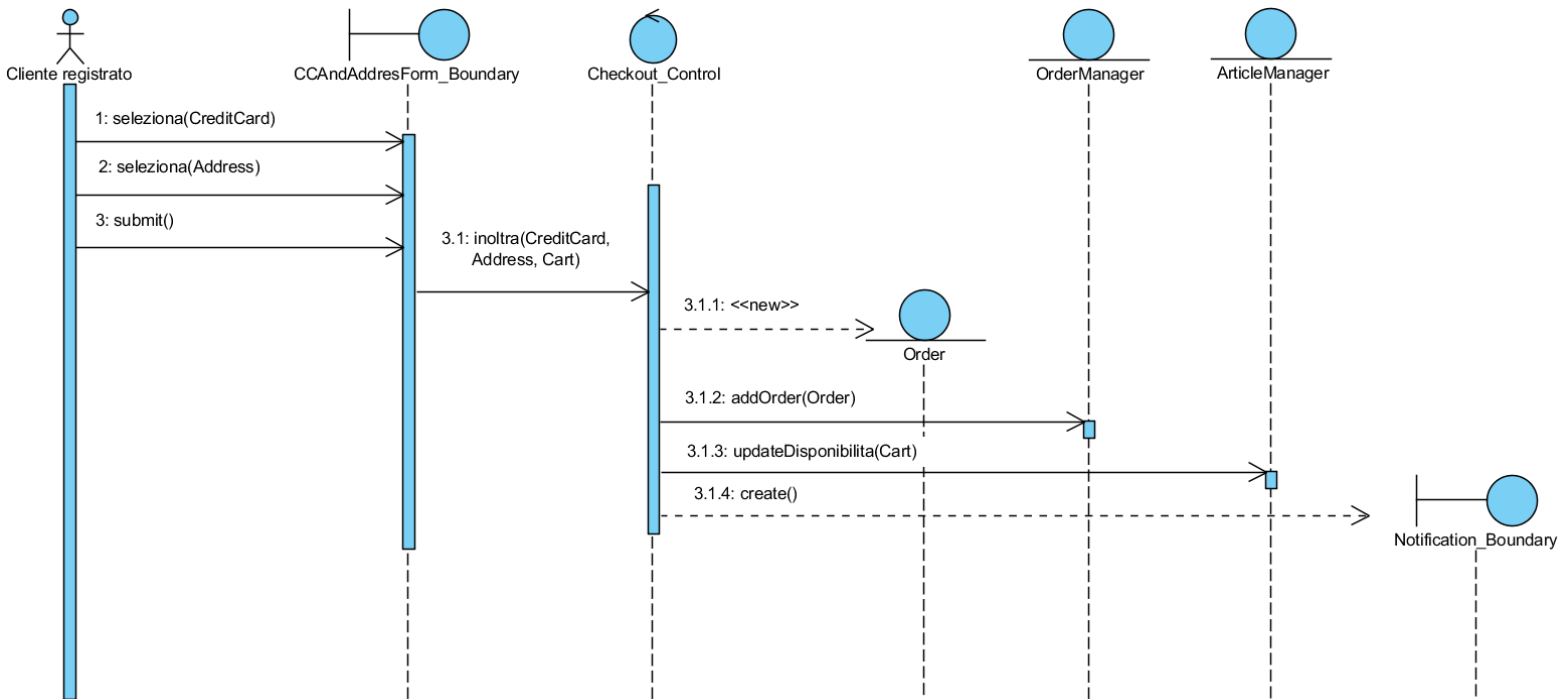 Cliente registrato
CCAndAddresForm_Boundary
Checkout_Control
OrderManager
ArticleManager
1: seleziona(CreditCard)
2: seleziona(Address)
3: submit()
3.1: inoltra(CreditCard,
Address, Cart)
3.1.1: <<new>>
Order
3.1.2: addOrder(Order)
3.1.3: updateDisponibilita(Cart)
3.1.4: create()
Notification_Boundary